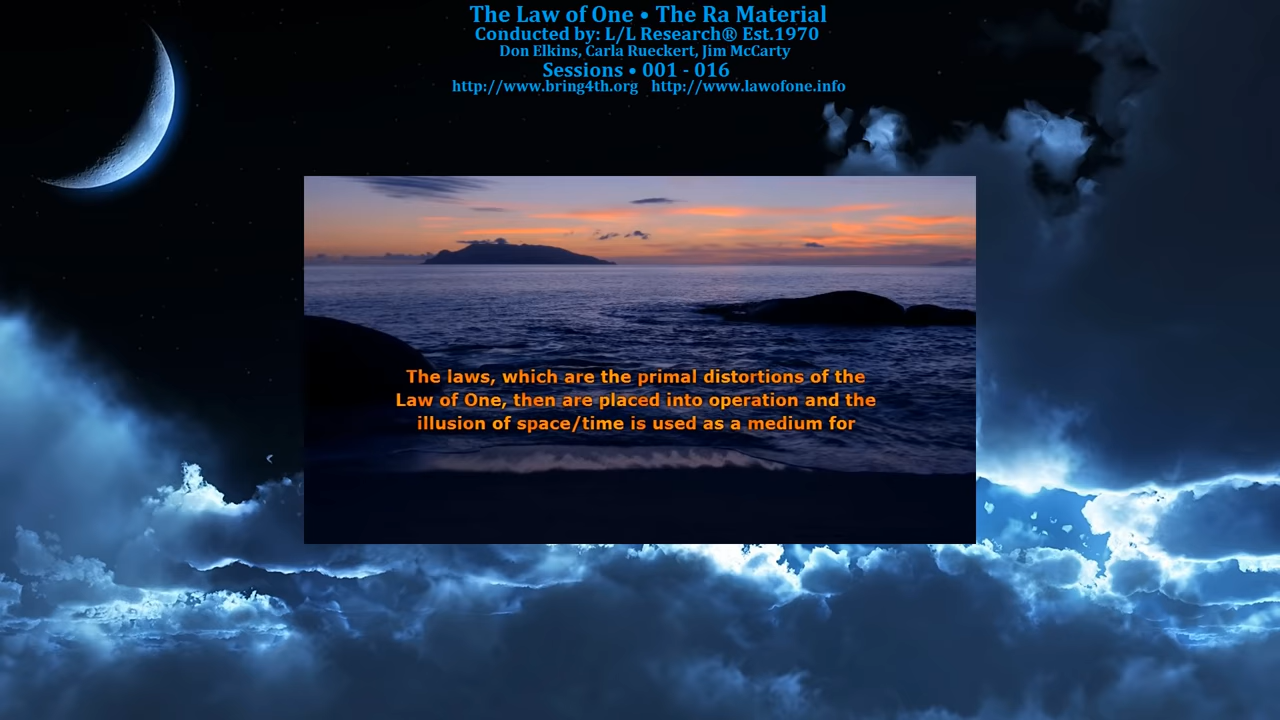 The Law of One • The Ra Material
Conducted by: L/L Research® Est.1970
Don Elkins, Carla Rueckert, Jim McCarty
Sessions • 001 - 016
http://www.bring4th.org http://www.lawofone.info
The laws, which are the primal distortions of the
Law of One, then are placed into operation and the
illusion of space/time is used as a medium for